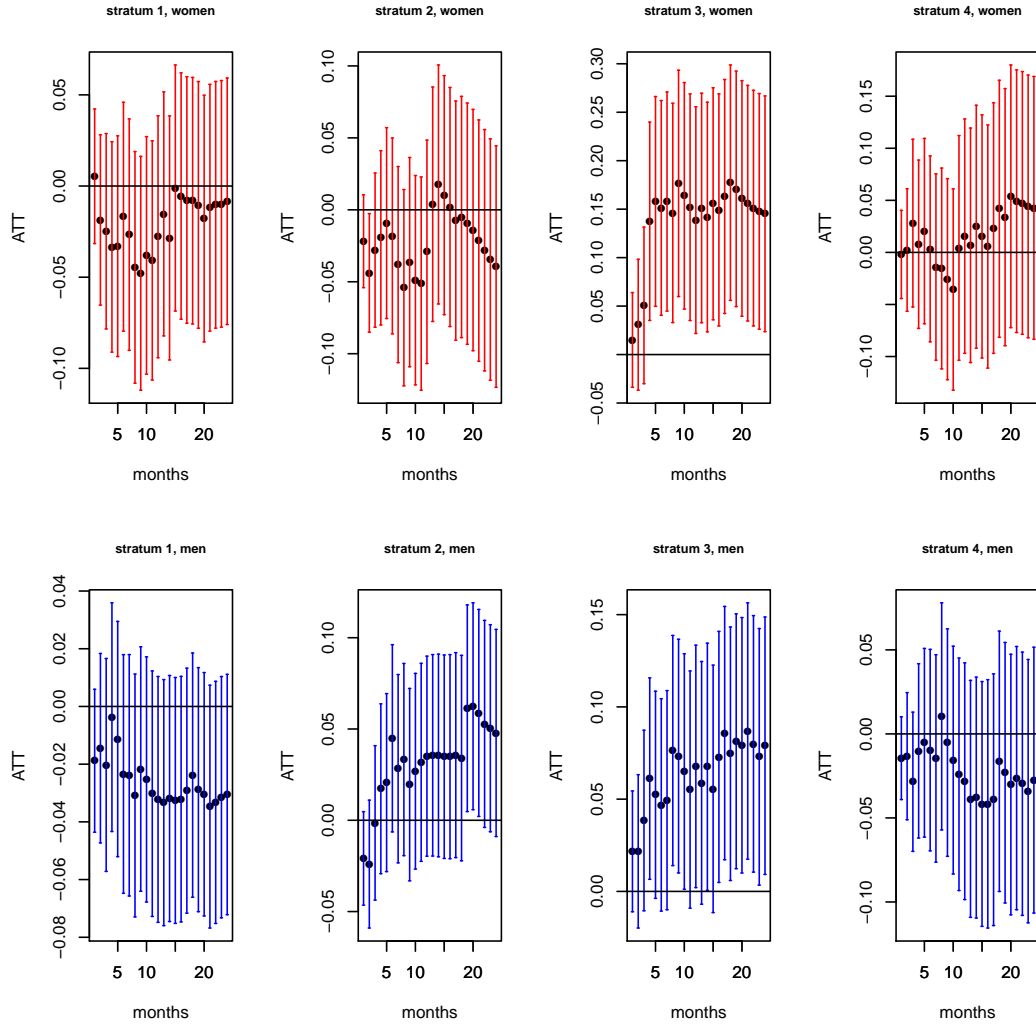 stratum 1, women
stratum 2, women
stratum 3, women
stratum 4, women
ATT
0.05
0.00
−0.05
−0.10
5
10
20
months
ATT
0.10
0.05
0.00
−0.05
−0.10
5
10
20
months
ATT
0.30
0.25
0.20
0.15
0.10
0.05
−0.05
5
10
20
months
ATT
0.15
0.10
0.05
0.00
−0.10
5
10
20
months
stratum 1, men
stratum 2, men
stratum 3, men
stratum 4, men
ATT
0.04
0.02
0.00
−0.02
−0.04
−0.06
−0.08
5
10
20
months
ATT
0.10
0.05
0.00
−0.05
5
10
20
months
ATT
0.15
0.10
0.05
0.00
5
10
20
months
ATT
0.05
0.00
−0.05
−0.10
5
10
20
months